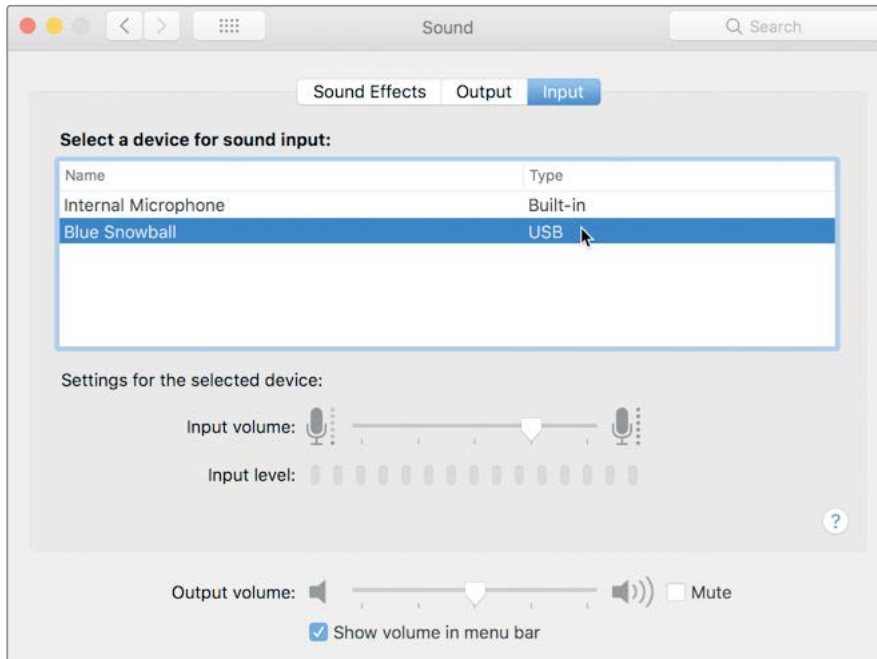 Sound
Search
Sound Effects Output Input
Select a device for sound input:
Name Type
Internal Microphone Built-in
Blue Snowball USB
Settings for the selected device:
Input volume:
Input level:
?
Output volume: Mute
Show volume in menu bar